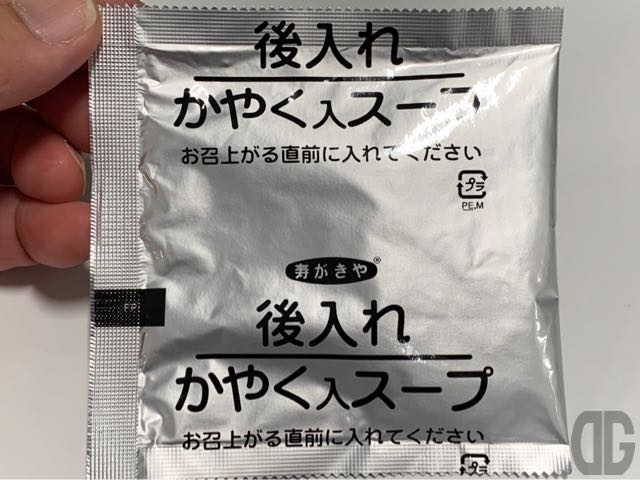 後入れ
かやく入スープ
お召上がる直前に入れてください
プラ
PE,M
寿がきや®
後入れ
かやく入スープ
お召上がる直前に入れてください
プラ
DG